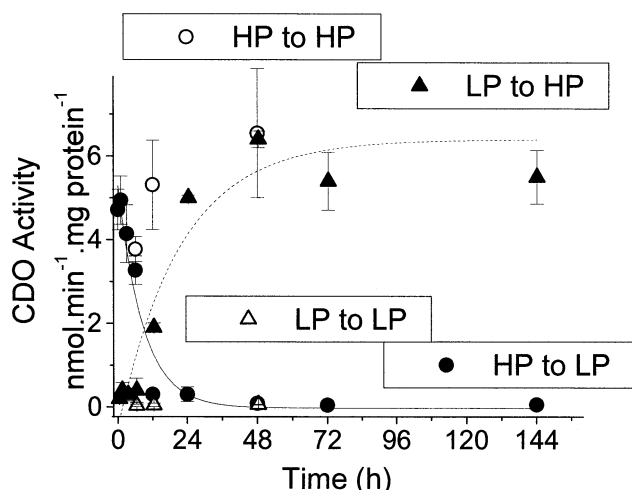 HP to HP
LP to HP
6
4
2
0
LP to LP
HP to LP
CDO Activity
nmol.min⁻¹.mg protein⁻¹
0 24 48 72 96 120 144
Time (h)